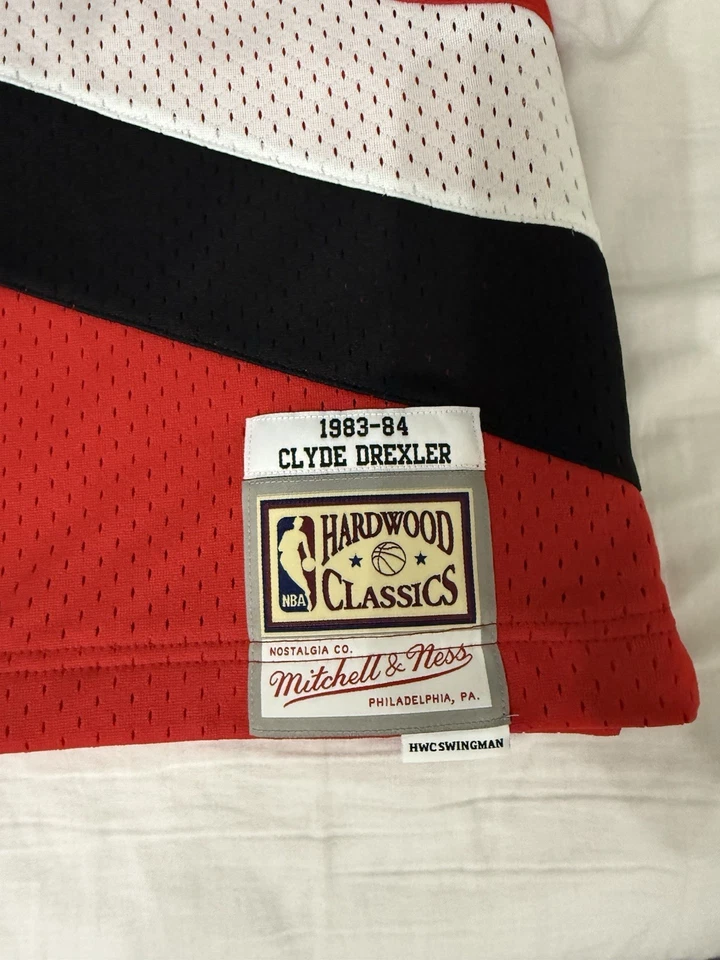 1983-84
CLYDE DREXLER
HARDWOOD
CLASSICS
NBA
NOSTALGIA CO.
Mitchell & Ness
PHILADELPHIA, PA.
HWCSWINGMAN